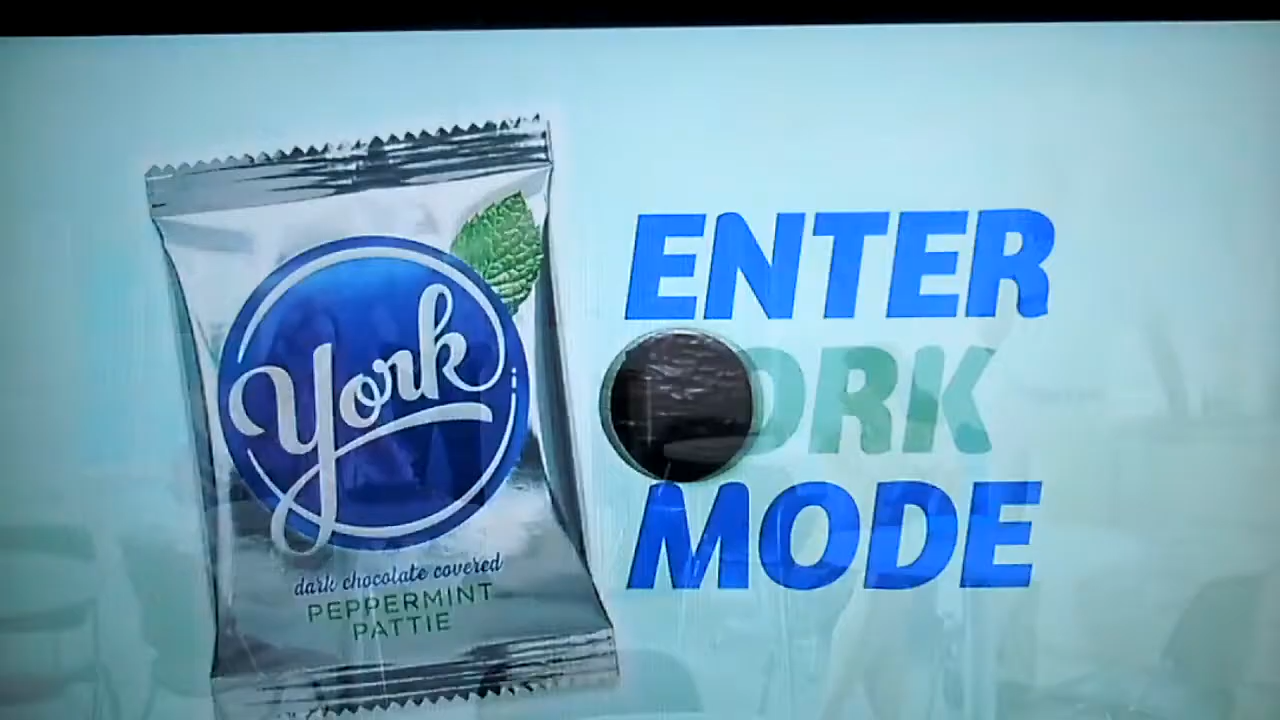 York
dark chocolate covered
PEPPERMINT
PATTIE
ENTER
ORK
MODE